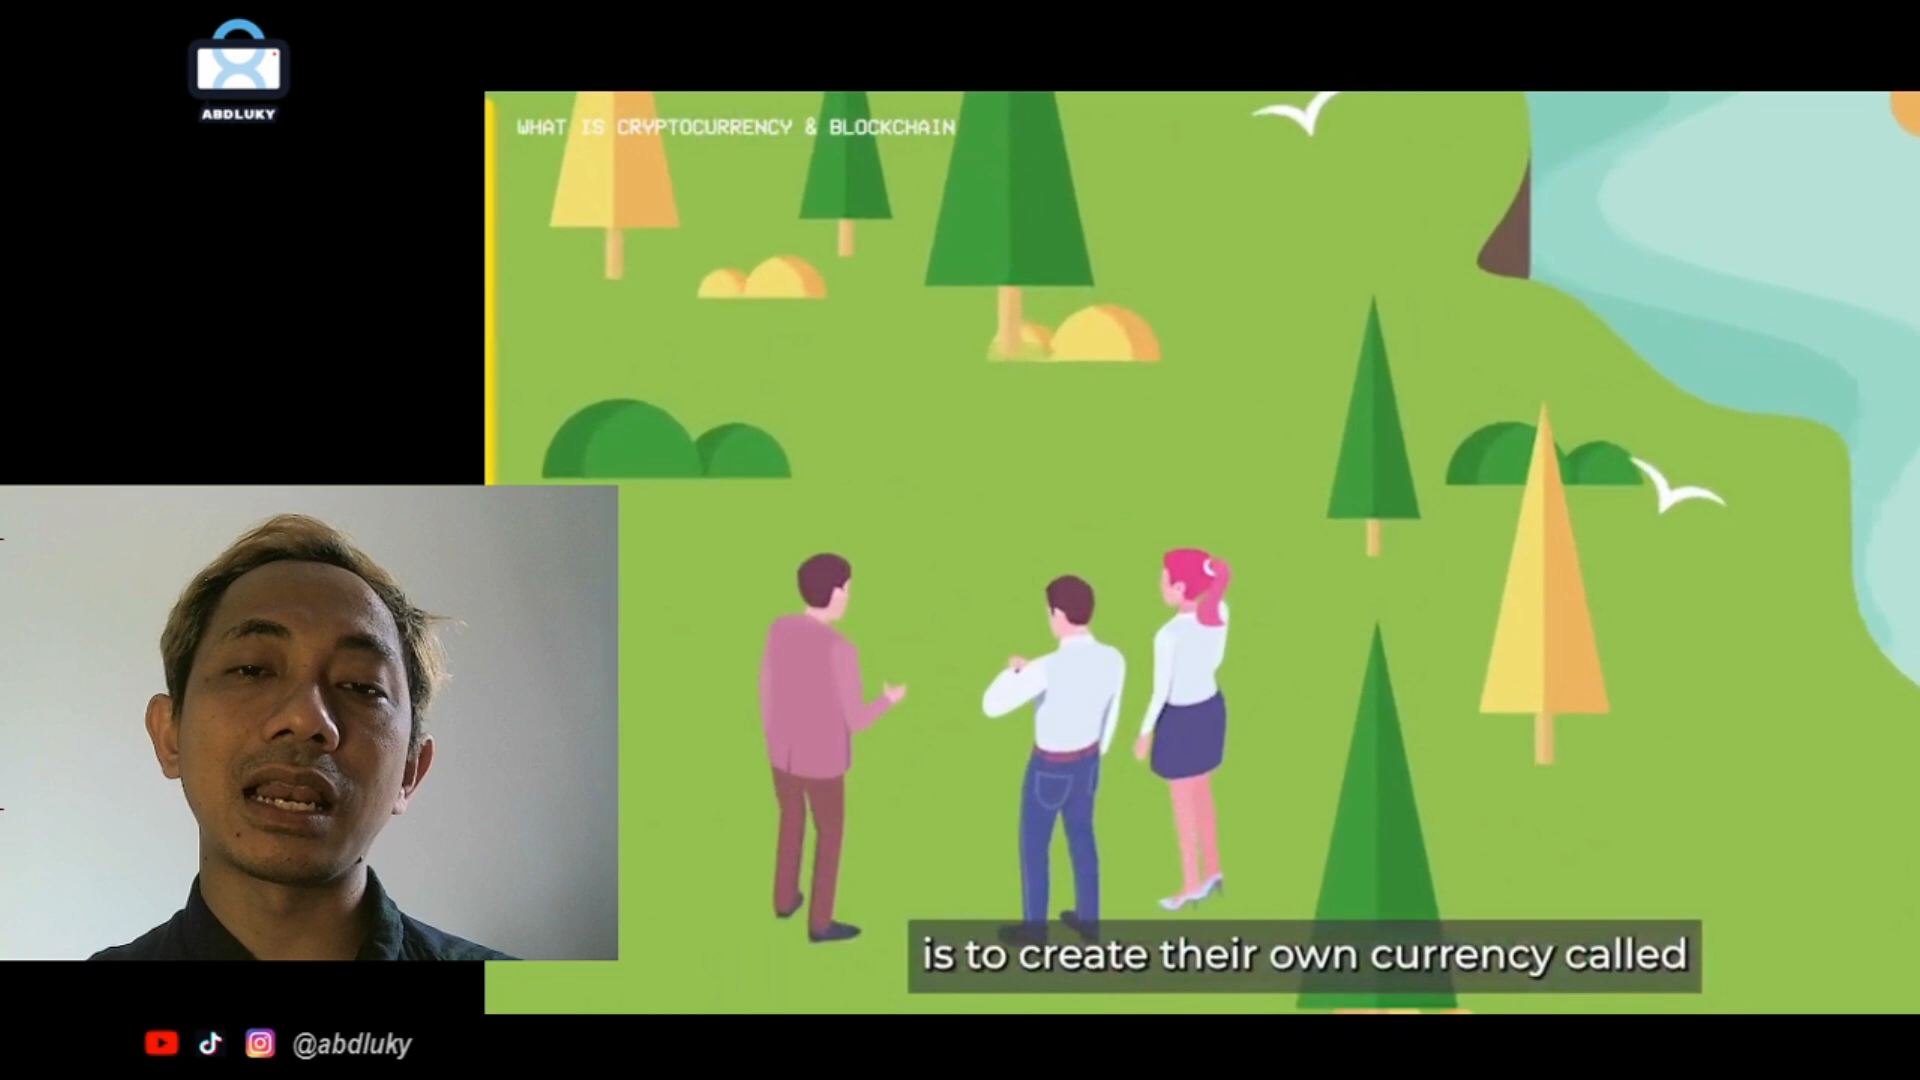 ABDLUKY
WHAT IS CRYPTOCURRENCY & BLOCKCHAIN
is to create their own currency called
@abdluky